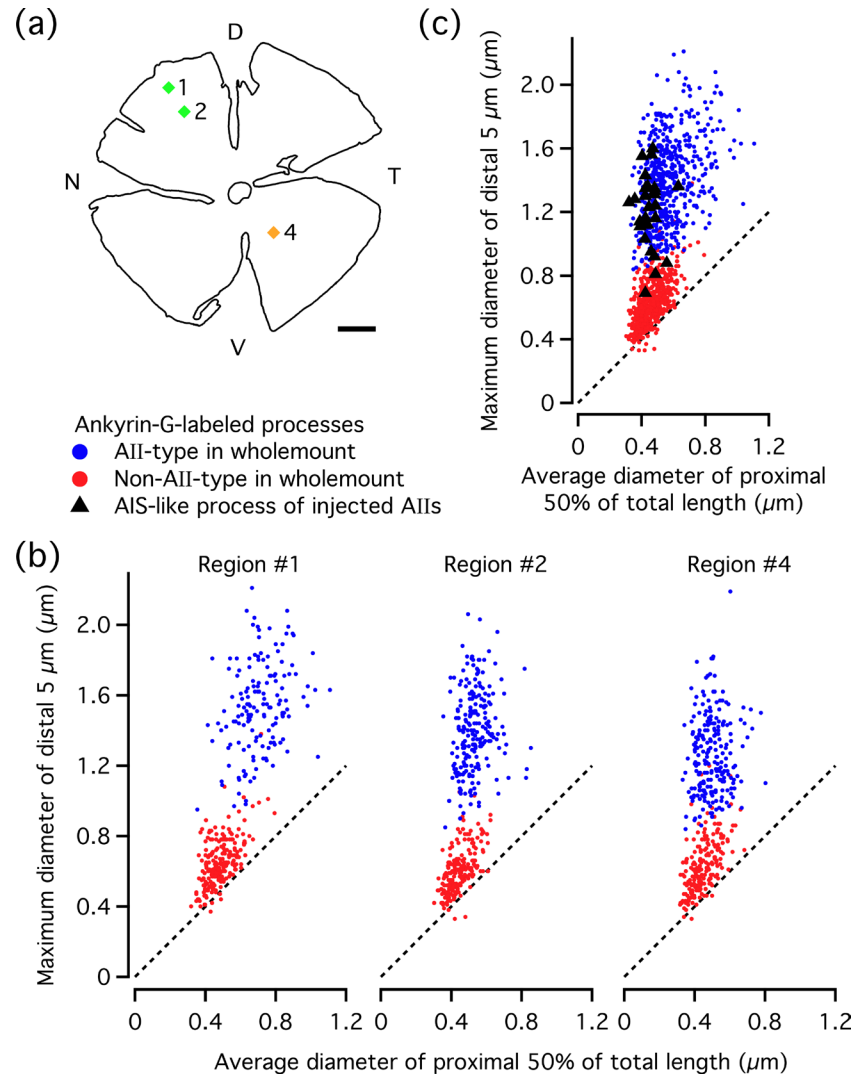 (a)
D
1
2
N
T
4
V
Ankyrin-G-labeled processes
AII-type in wholemount
Non-AII-type in wholemount
AIS-like process of injected AIIs
(c)
Maximum diameter of distal 5 µm (µm)
2.0
1.6
1.2
0.8
0.4
0
0 0.4 0.8 1.2
Average diameter of proximal
50% of total length (µm)
(b)
Region #1 Region #2 Region #4
Maximum diameter of distal 5 µm (µm)
2.0
1.6
1.2
0.8
0.4
0
0 0.4 0.8 1.2 0 0.4 0.8 1.2 0 0.4 0.8 1.2
Average diameter of proximal 50% of total length (µm)